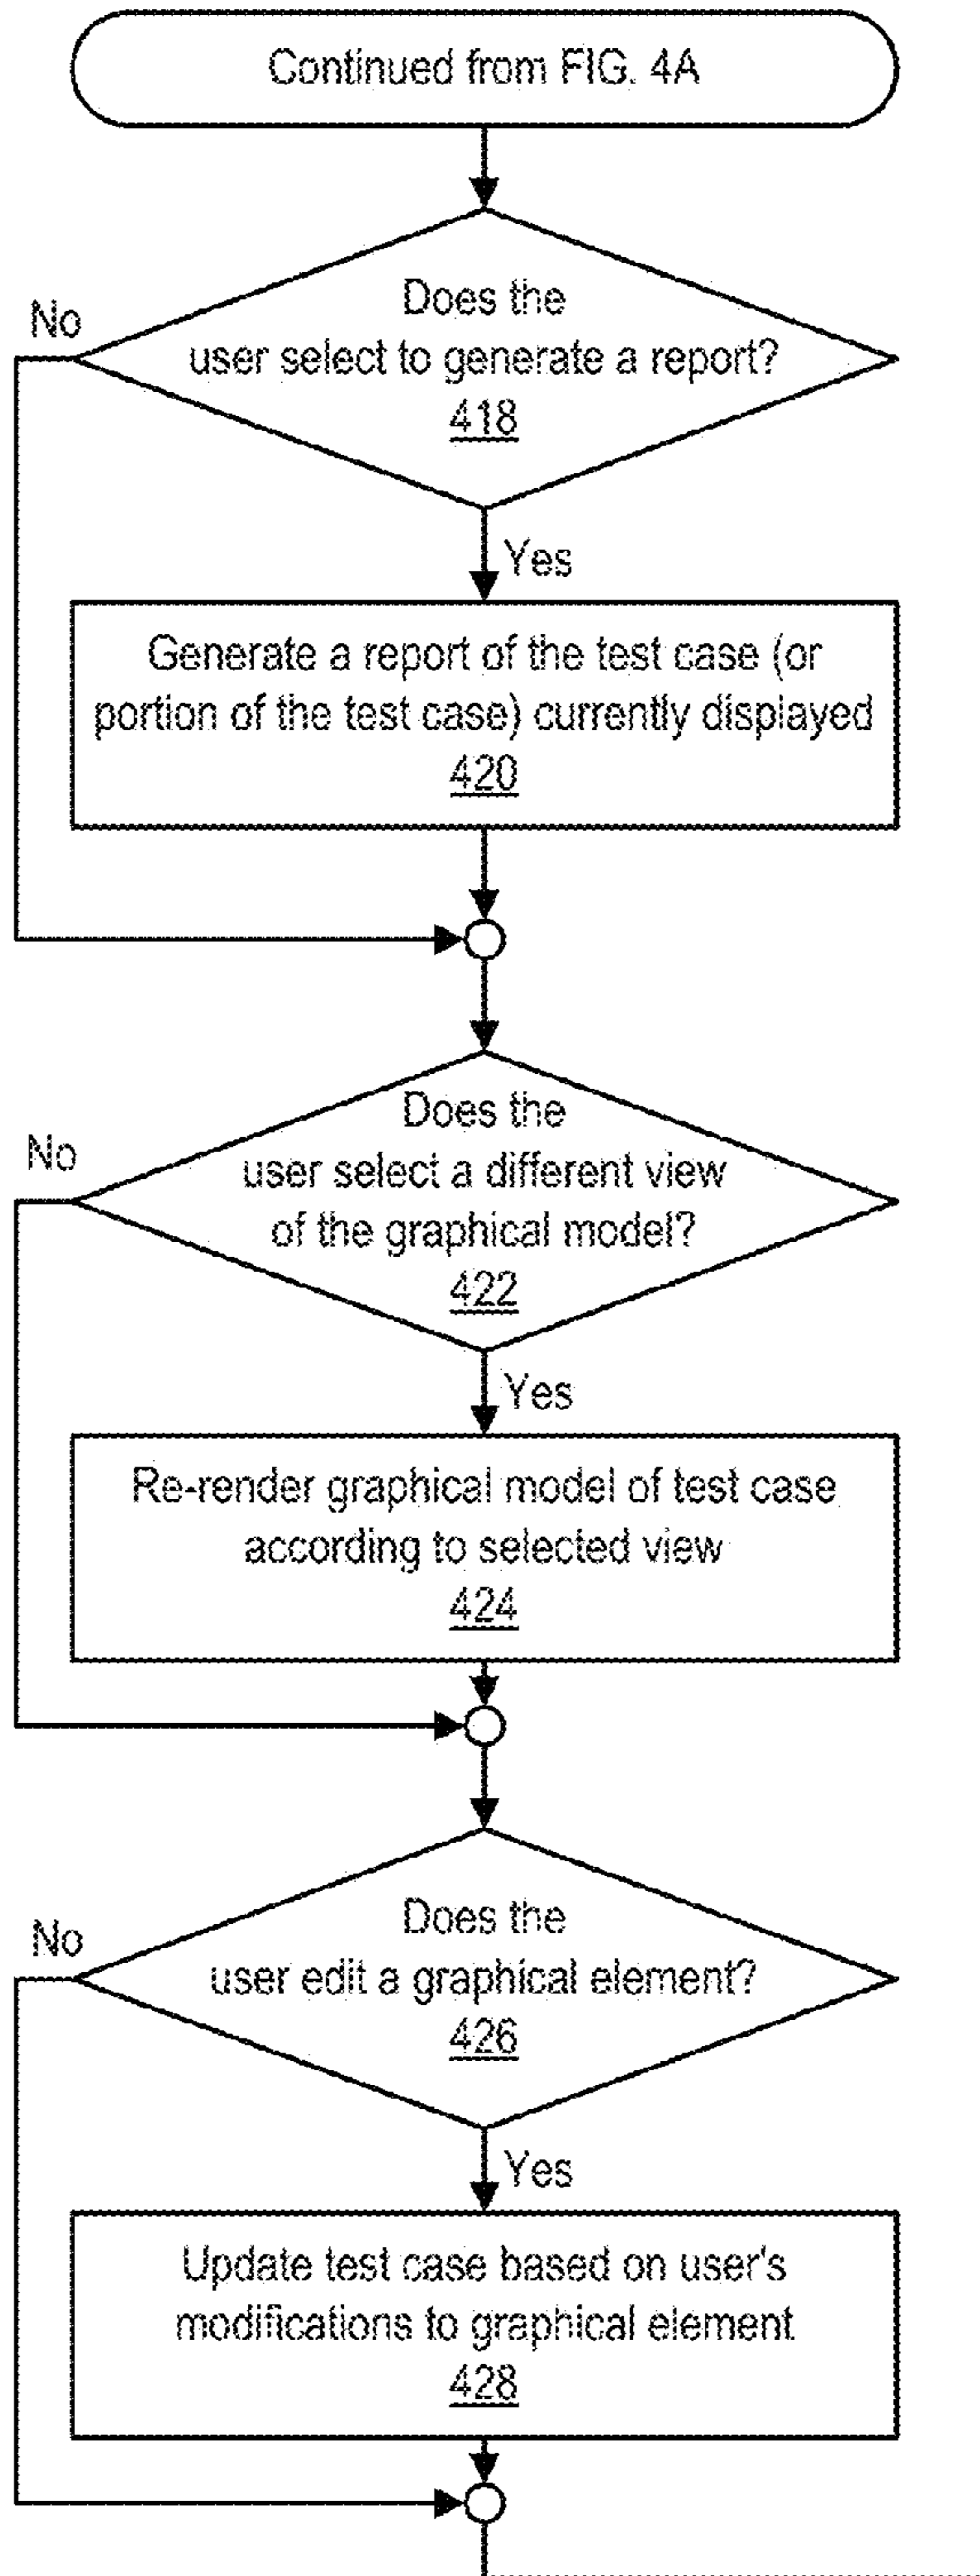 Continued from FIG. 4A
Does the
No
user select to generate a report?
418
Yes
Generate a report of the test case (or
portion of the test case) currently displayed
420
Does the
No
user select a different view
of the graphical model?
422
Yes
Re-render graphical model of test case
according to selected view
424
Does the
No
user edit a graphical element?
426
Yes
Update test case based on user's
modifications to graphical element
428